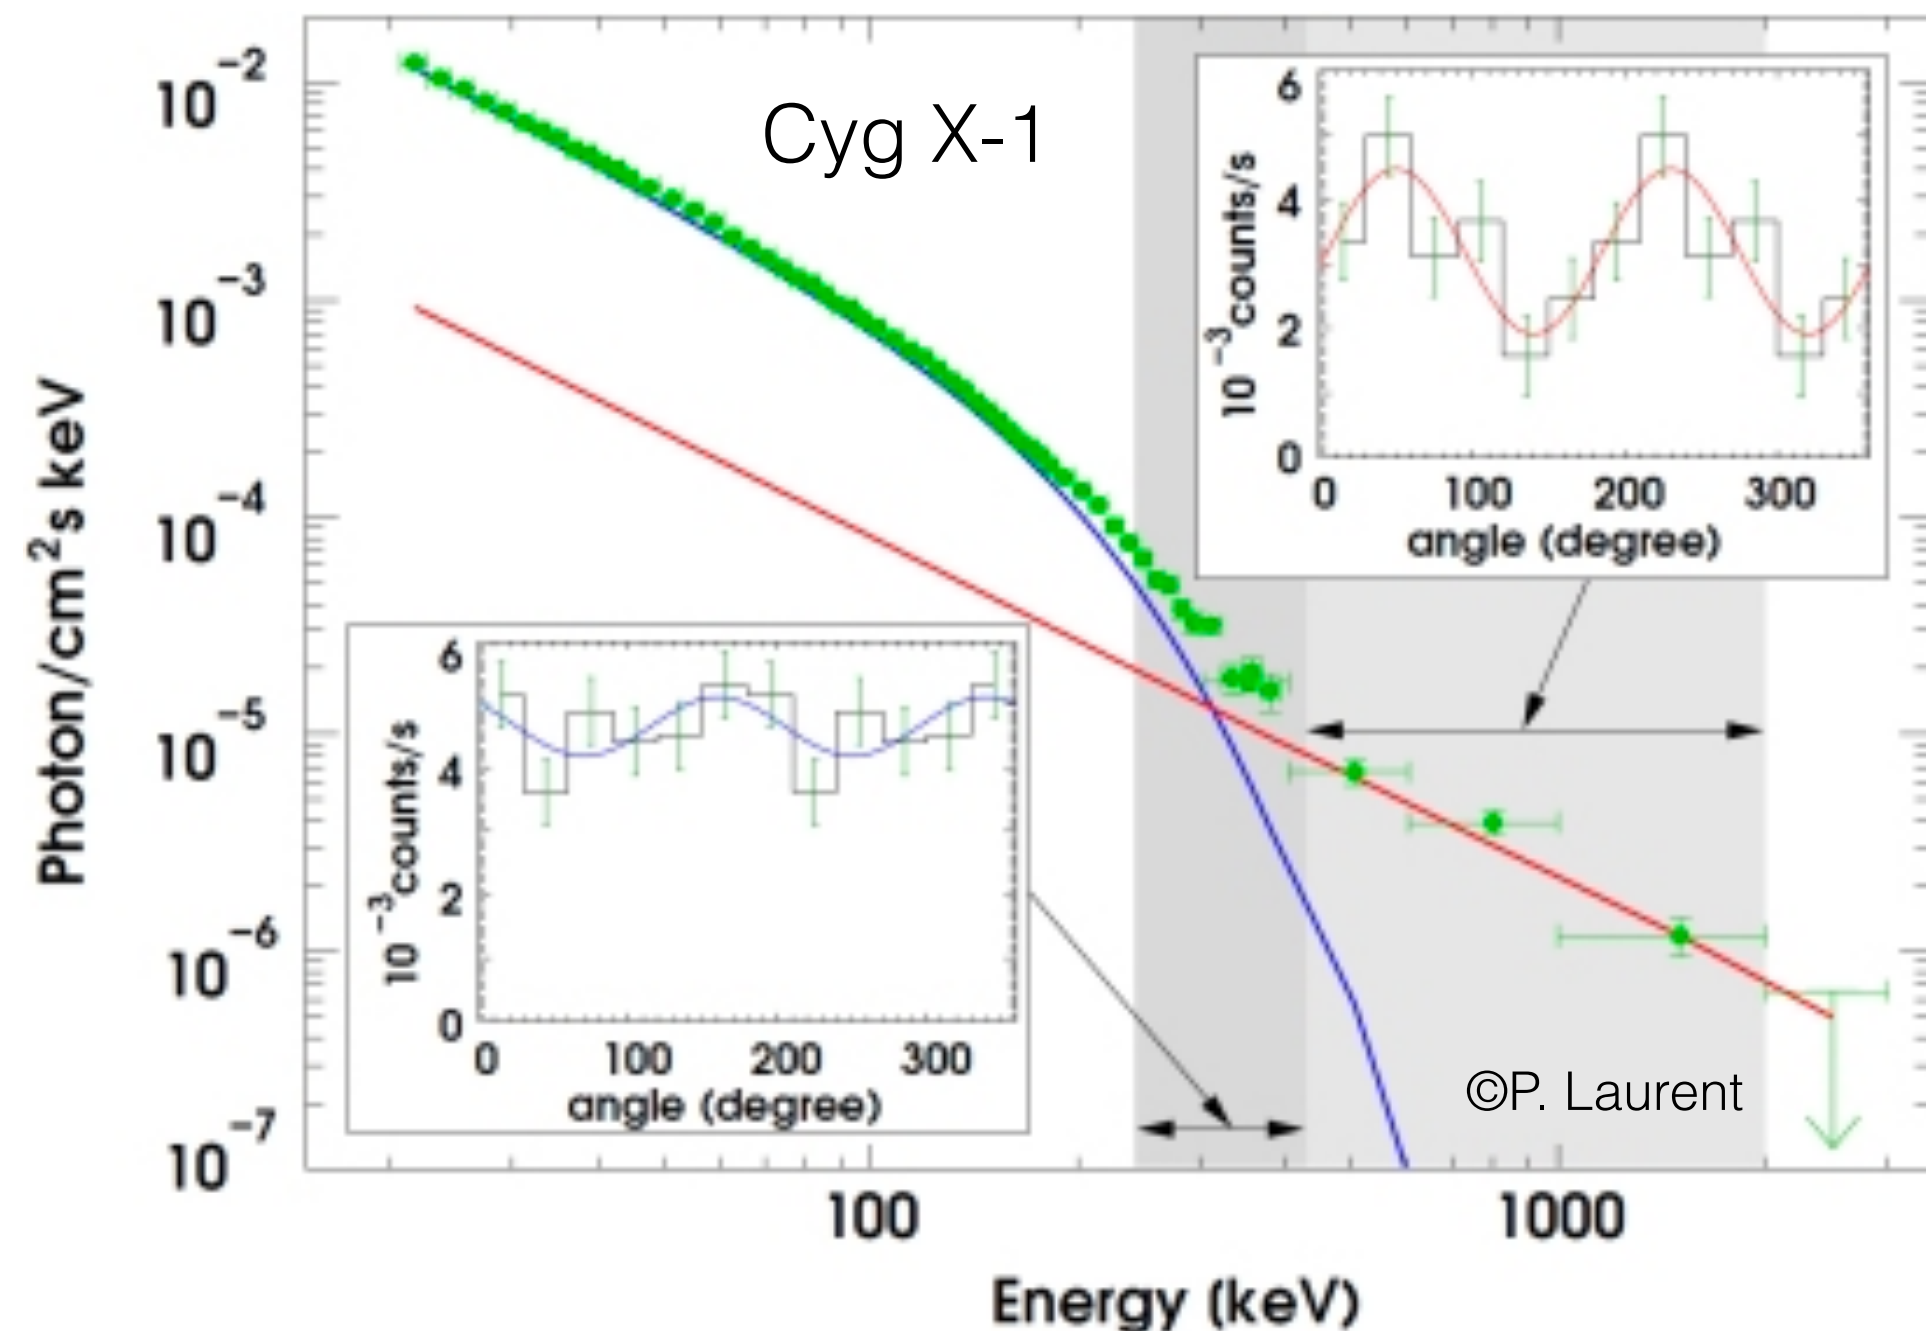 Cyg X-1
Photon/cm²s keV
10⁻²
10⁻³
10⁻⁴
10⁻⁵
10⁻⁶
10⁻⁷
100
1000
Energy (keV)
10⁻³counts/s
6
4
2
0
0 100 200 300
angle (degree)
10⁻³counts/s
6
4
2
0
0 100 200 300
angle (degree)
©P. Laurent